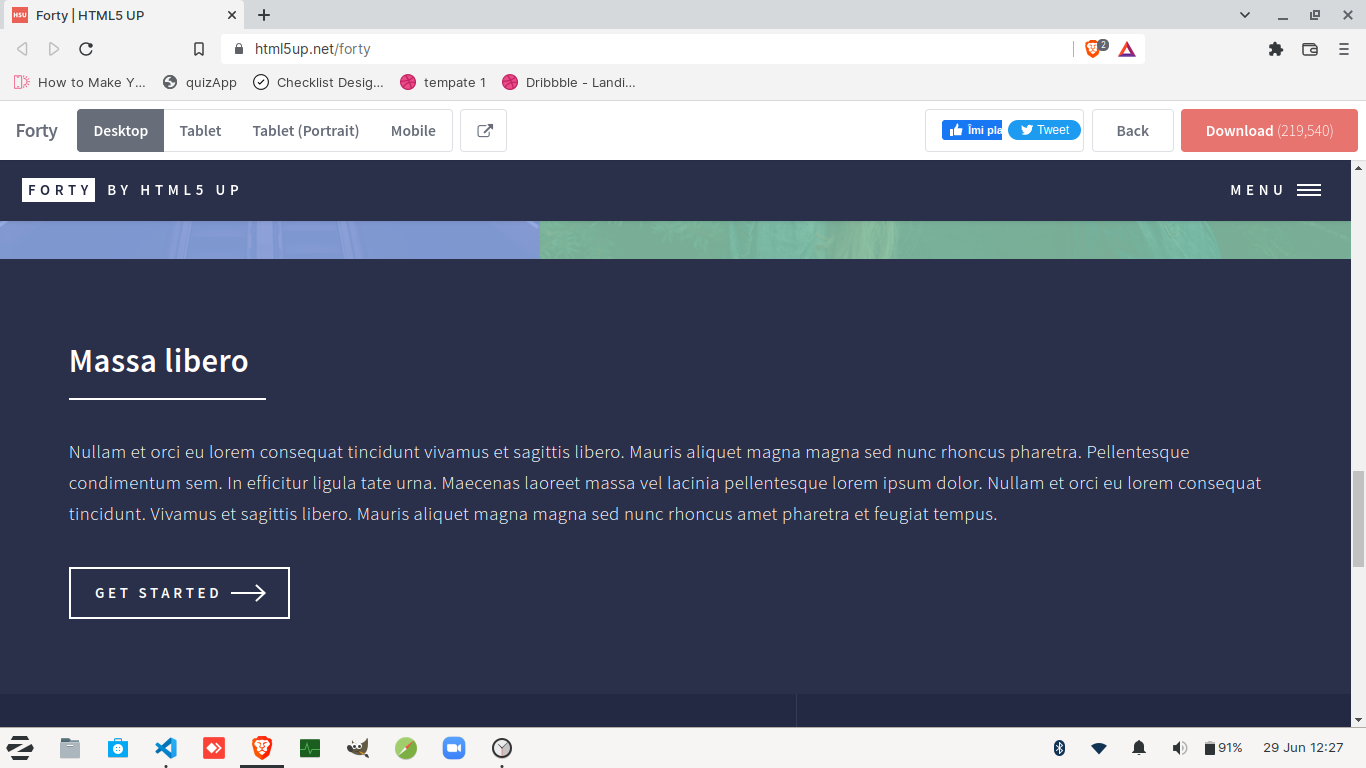 HSU Forty | HTML5 UP
html5up.net/forty 2
How to Make Y... quizApp Checklist Desig... tempate 1 Dribbble - Landi...
Forty Desktop Tablet Tablet (Portrait) Mobile Îmi pla Tweet Back Download (219,540)
FORTY BY HTML5 UP MENU
Massa libero
Nullam et orci eu lorem consequat tincidunt vivamus et sagittis libero. Mauris aliquet magna magna sed nunc rhoncus pharetra. Pellentesque
condimentum sem. In efficitur ligula tate urna. Maecenas laoreet massa vel lacinia pellentesque lorem ipsum dolor. Nullam et orci eu lorem consequat
tincidunt. Vivamus et sagittis libero. Mauris aliquet magna magna sed nunc rhoncus amet pharetra et feugiat tempus.
GET STARTED
91% 29 Jun 12:27